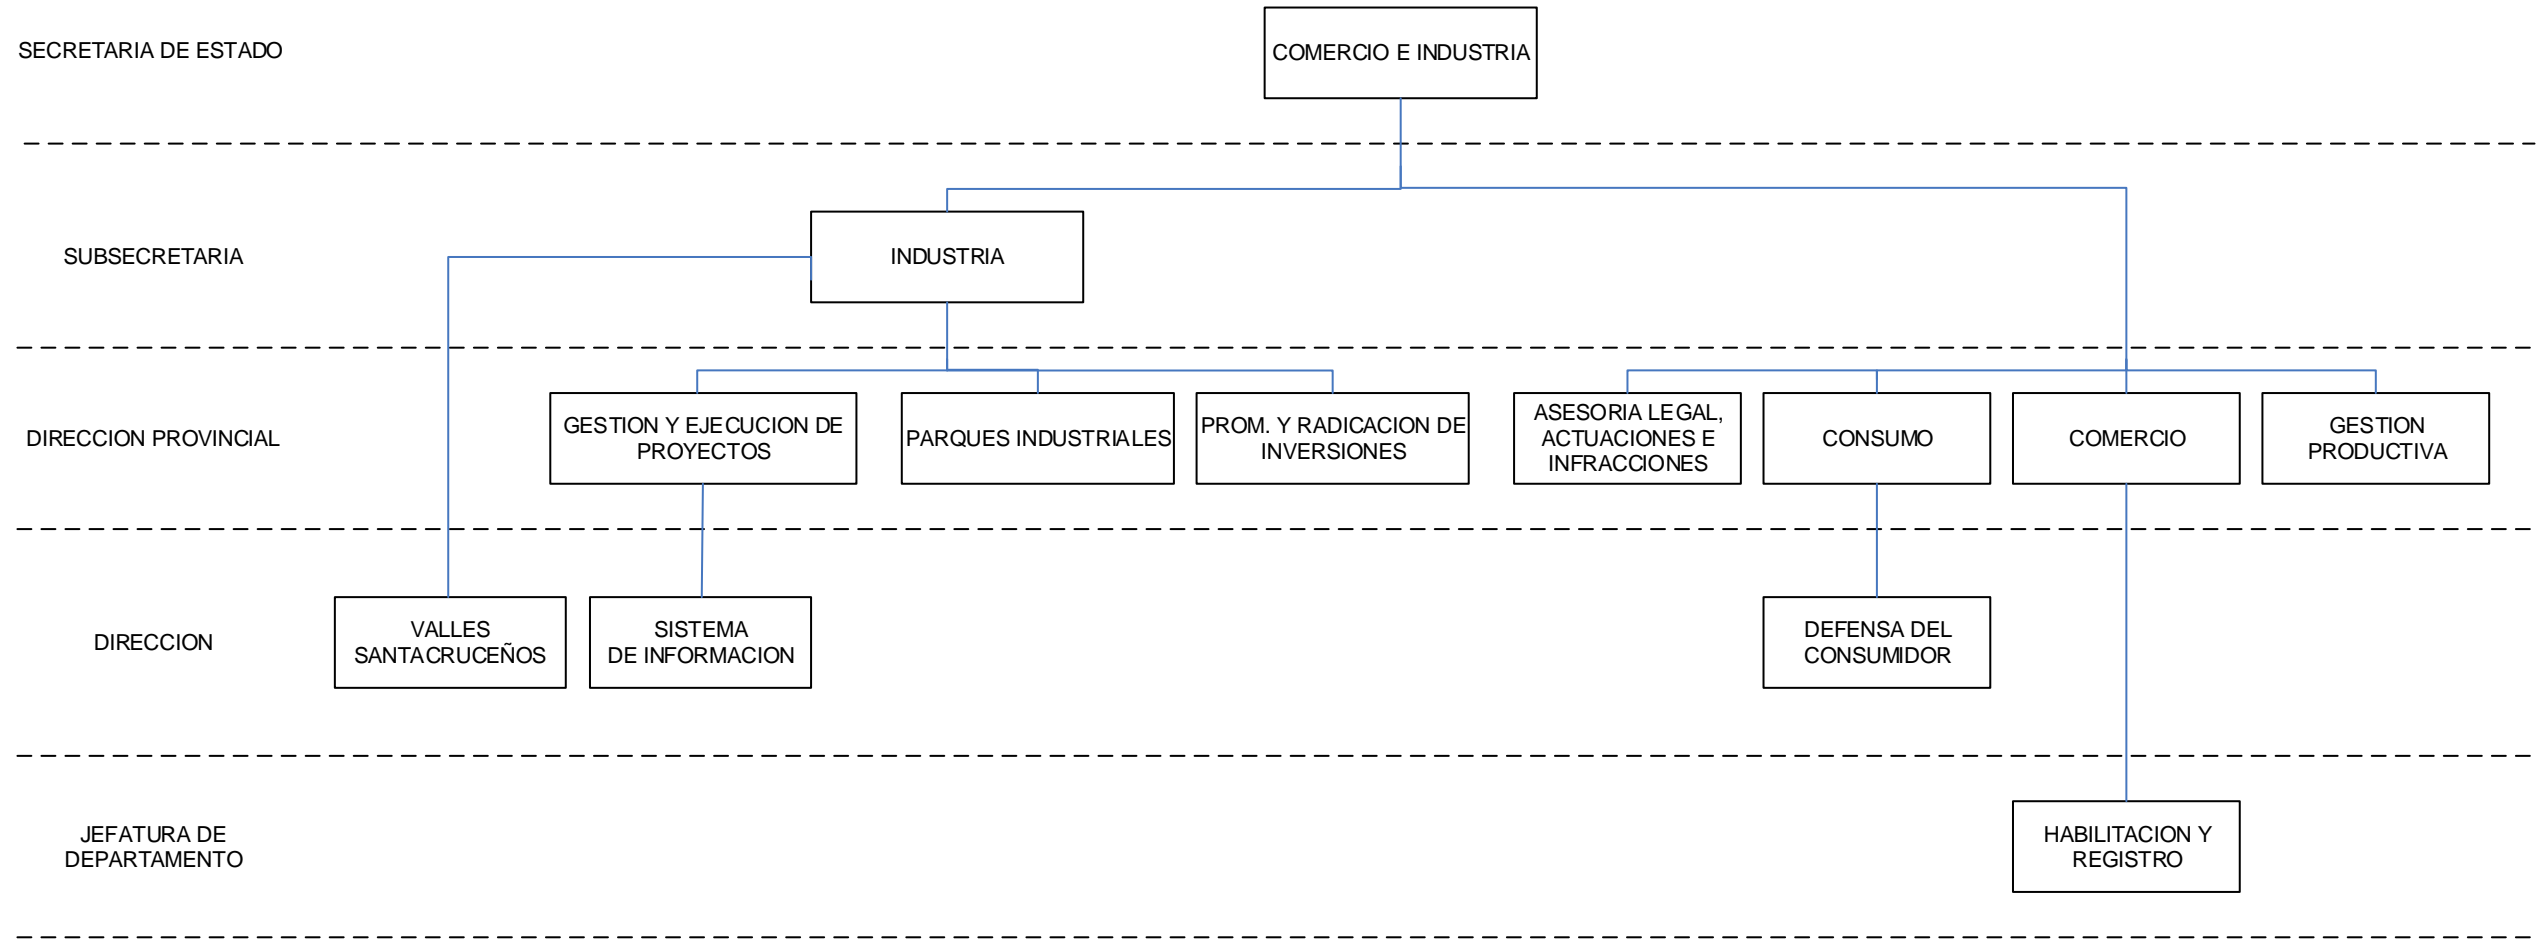 SECRETARIA DE ESTADO
COMERCIO E INDUSTRIA
SUBSECRETARIA
INDUSTRIA
DIRECCION PROVINCIAL
GESTION Y EJECUCION DE
PROYECTOS
PARQUES INDUSTRIALES
PROM. Y RADICACION DE
INVERSIONES
ASESORIA LEGAL,
ACTUACIONES E
INFRACCIONES
CONSUMO
COMERCIO
GESTION
PRODUCTIVA
DIRECCION
VALLES
SANTACRUCEÑOS
SISTEMA
DE INFORMACION
DEFENSA DEL
CONSUMIDOR
JEFATURA DE
DEPARTAMENTO
HABILITACION Y
REGISTRO